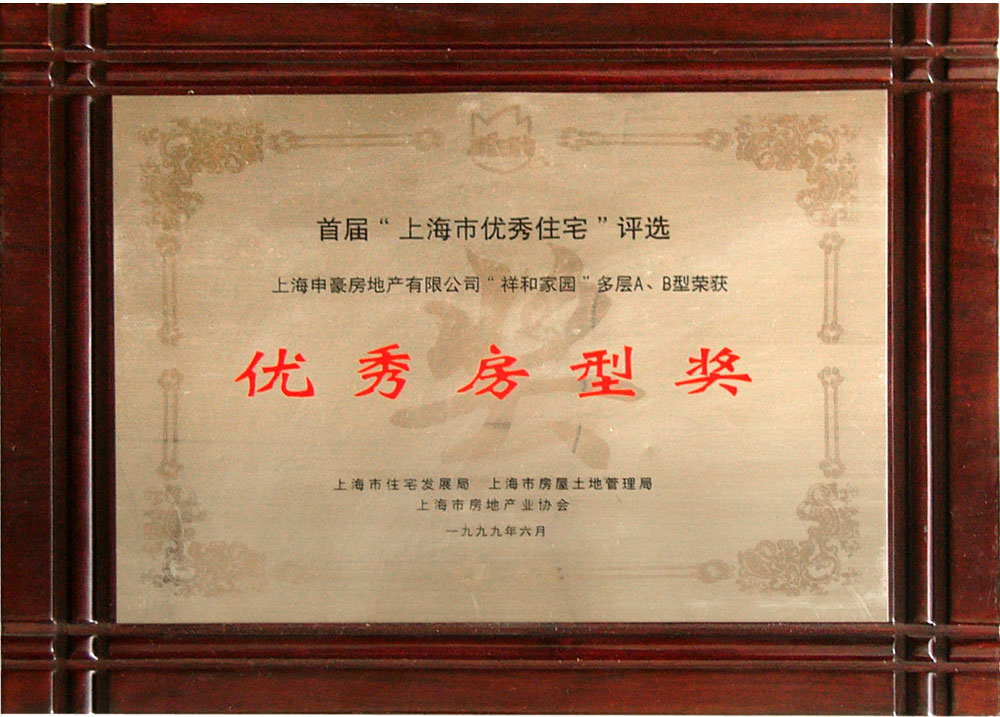 首届“上海市优秀住宅”评选
上海申豪房地产有限公司“祥和家园”多层A、B型荣获
优秀房型奖
奖
上海市住宅发展局 上海市房屋土地管理局
上海市房地产业协会
一九九九年六月